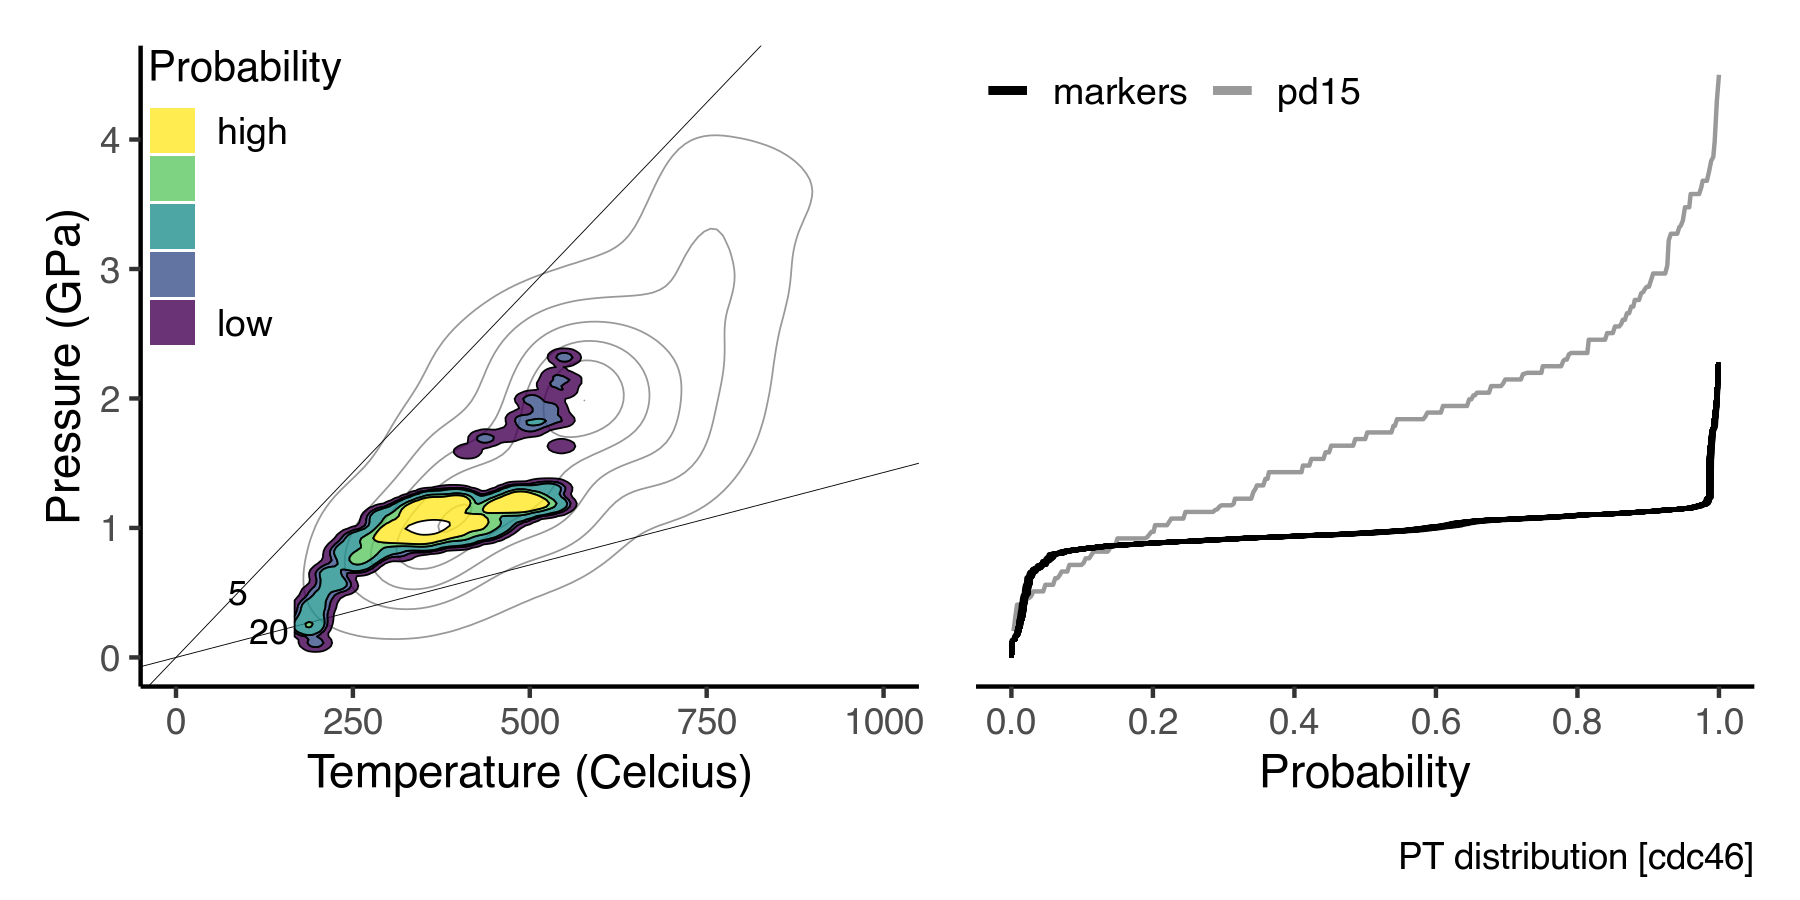 Probability
high
low
4
3
2
1
0
Pressure (GPa)
5
20
0
250
500
750
1000
Temperature (Celcius)
markers
pd15
0.0
0.2
0.4
0.6
0.8
1.0
Probability
PT distribution [cdc46]